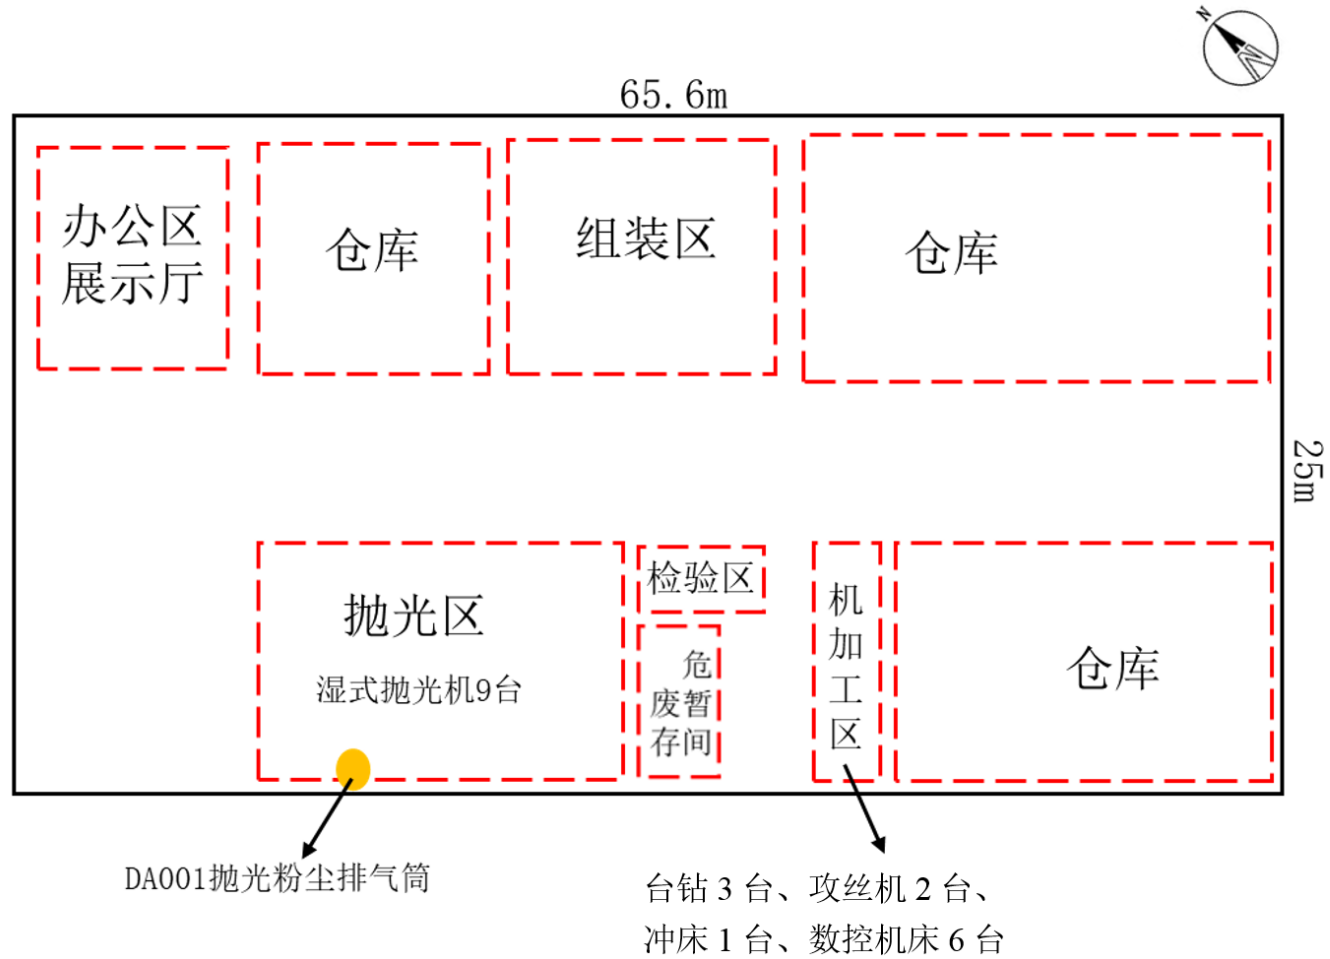 N
65.6m
办公区
展示厅
仓库
组装区
仓库
25m
抛光区
湿式抛光机9台
检验区
危
废暂
存间
机
加
工
区
仓库
DA001抛光粉尘排气筒
台钻 3 台、攻丝机 2 台、
冲床 1 台、数控机床 6 台